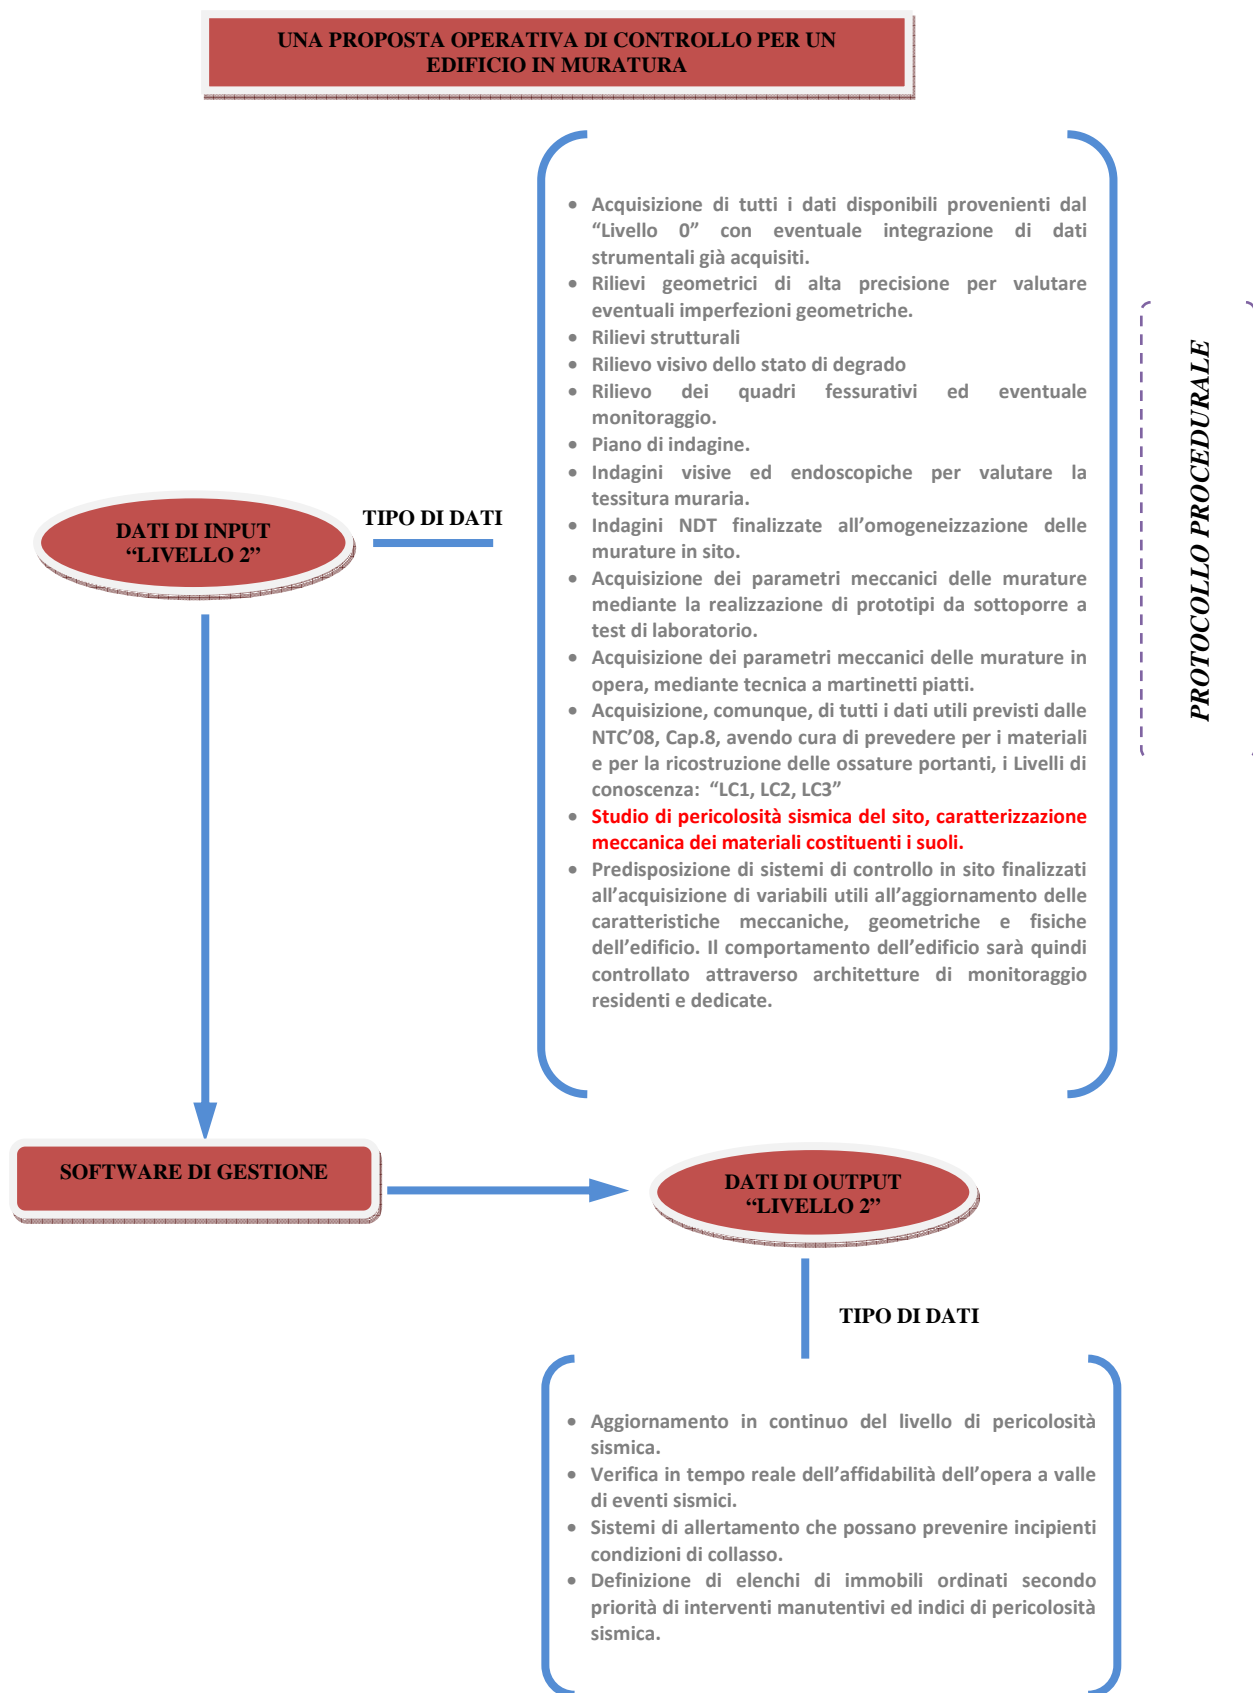 UNA PROPOSTA OPERATIVA DI CONTROLLO PER UN
EDIFICIO IN MURATURA
• Acquisizione di tutti i dati disponibili provenienti dal
“Livello 0” con eventuale integrazione di dati
strumentali già acquisiti.
• Rilievi geometrici di alta precisione per valutare
eventuali imperfezioni geometriche.
• Rilievi strutturali
• Rilievo visivo dello stato di degrado
• Rilievo dei quadri fessurativi ed eventuale
monitoraggio.
• Piano di indagine.
• Indagini visive ed endoscopiche per valutare la
tessitura muraria.
• Indagini NDT finalizzate all’omogeneizzazione delle
murature in sito.
• Acquisizione dei parametri meccanici delle murature
mediante la realizzazione di prototipi da sottoporre a
test di laboratorio.
• Acquisizione dei parametri meccanici delle murature in
opera, mediante tecnica a martinetti piatti.
• Acquisizione, comunque, di tutti i dati utili previsti dalle
NTC’08, Cap.8, avendo cura di prevedere per i materiali
e per la ricostruzione delle ossature portanti, i Livelli di
conoscenza: “LC1, LC2, LC3”
• Studio di pericolosità sismica del sito, caratterizzazione
meccanica dei materiali costituenti i suoli.
• Predisposizione di sistemi di controllo in sito finalizzati
all’acquisizione di variabili utili all’aggiornamento delle
caratteristiche meccaniche, geometriche e fisiche
dell’edificio. Il comportamento dell’edificio sarà quindi
controllato attraverso architetture di monitoraggio
residenti e dedicate.
PROTOCOLLO PROCEDURALE
DATI DI INPUT
“LIVELLO 2”
TIPO DI DATI
SOFTWARE DI GESTIONE
DATI DI OUTPUT
“LIVELLO 2”
TIPO DI DATI
• Aggiornamento in continuo del livello di pericolosità
sismica.
• Verifica in tempo reale dell’affidabilità dell’opera a valle
di eventi sismici.
• Sistemi di allertamento che possano prevenire incipienti
condizioni di collasso.
• Definizione di elenchi di immobili ordinati secondo
priorità di interventi manutentivi ed indici di pericolosità
sismica.